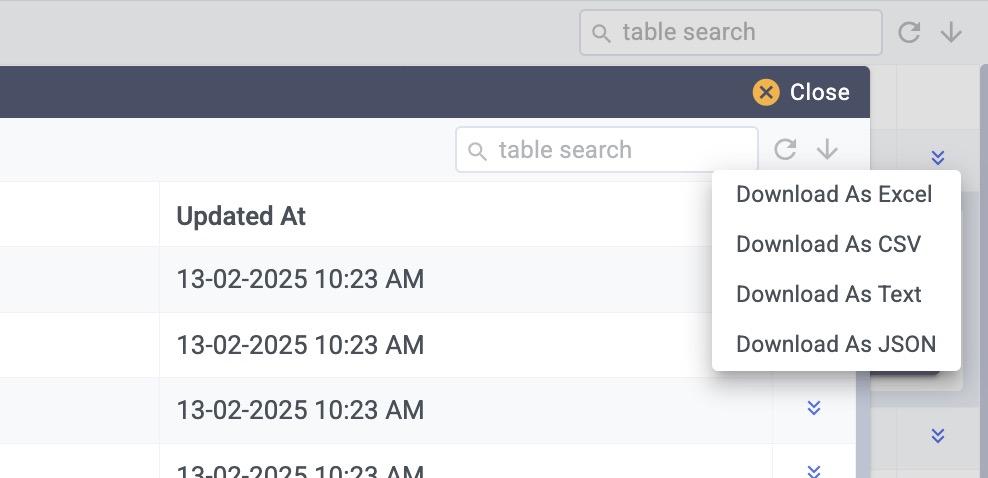 table search
Close
table search
Download As Excel
Updated At
Download As CSV
13-02-2025 10:23 AM
Download As Text
13-02-2025 10:23 AM
Download As JSON
13-02-2025 10:23 AM
13-02-2025 10:23 AM